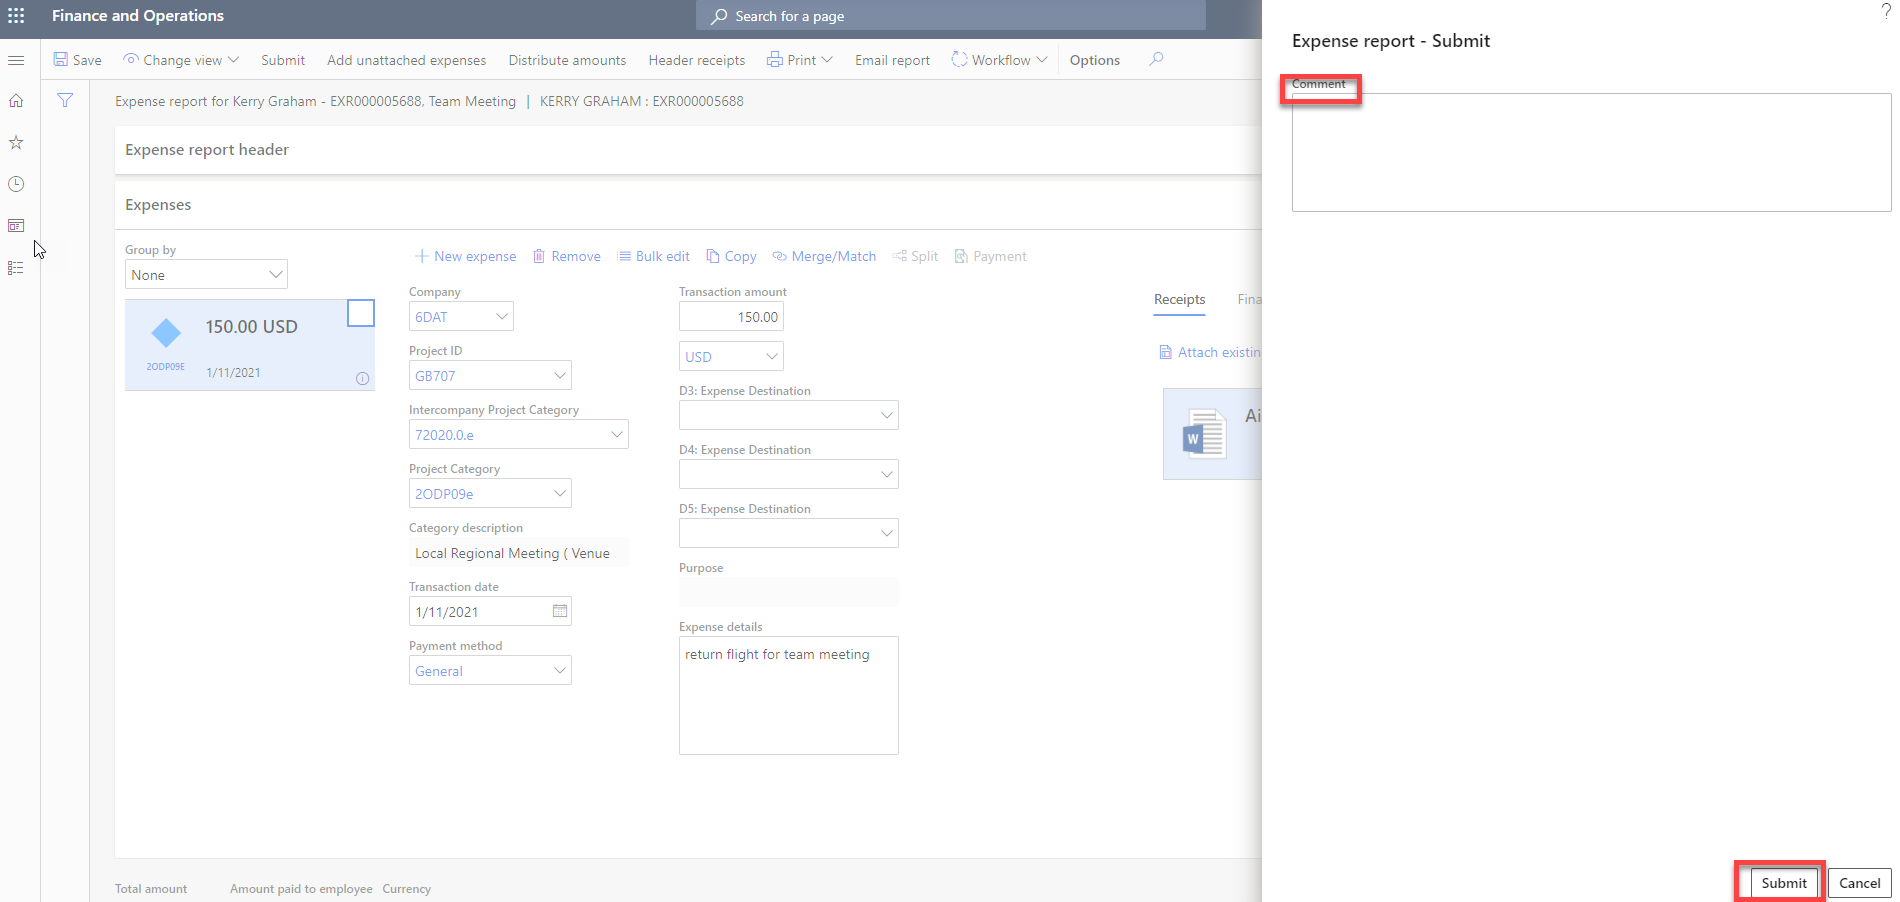 Finance and Operations
Search for a page
?
Save Change view Submit Add unattached expenses Distribute amounts Header receipts Print Email report Workflow Options
Expense report for Kerry Graham - EXR000005688, Team Meeting | KERRY GRAHAM : EXR000005688
Expense report header
Expenses
Group by
None
150.00 USD
2ODP09E
1/11/2021
New expense Remove Bulk edit Copy Merge/Match Split Payment
Company
6DAT
Project ID
GB707
Intercompany Project Category
72020.0.e
Project Category
2ODP09e
Category description
Local Regional Meeting ( Venue
Transaction date
1/11/2021
Payment method
General
Transaction amount
150.00
USD
D3: Expense Destination
D4: Expense Destination
D5: Expense Destination
Purpose
Expense details
return flight for team meeting
Receipts Fina
Attach existin
W
Ai
Total amount Amount paid to employee Currency
Expense report - Submit
Comment
Submit Cancel